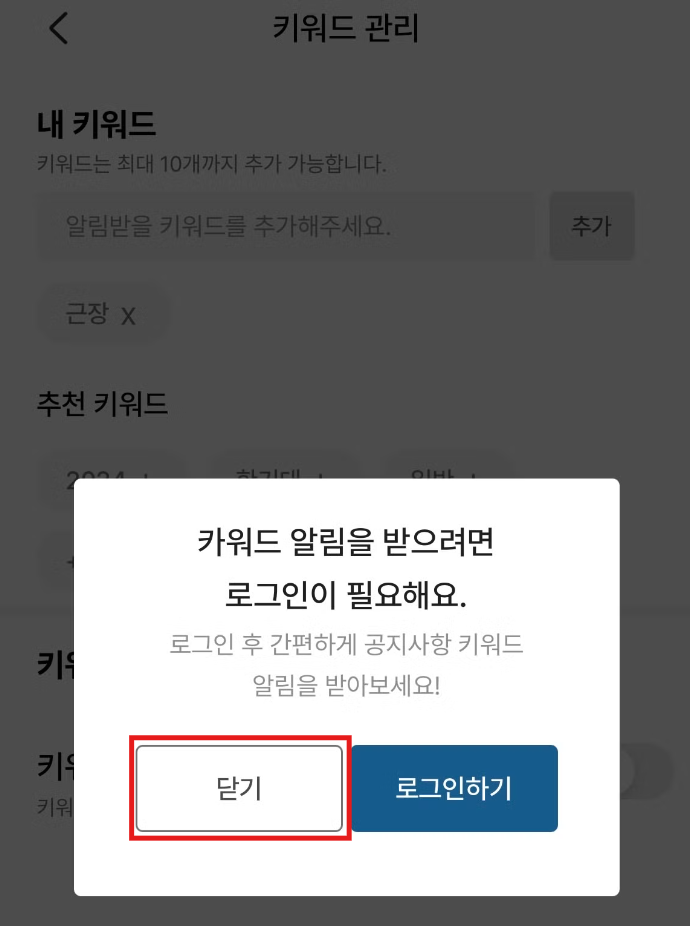 키워드 관리
내 키워드
키워드는 최대 10개까지 추가 가능합니다.
알림받을 키워드를 추가해주세요.
추가
근장 X
추천 키워드
카워드 알림을 받으려면
로그인이 필요해요.
로그인 후 간편하게 공지사항 키워드
알림을 받아보세요!
닫기
로그인하기